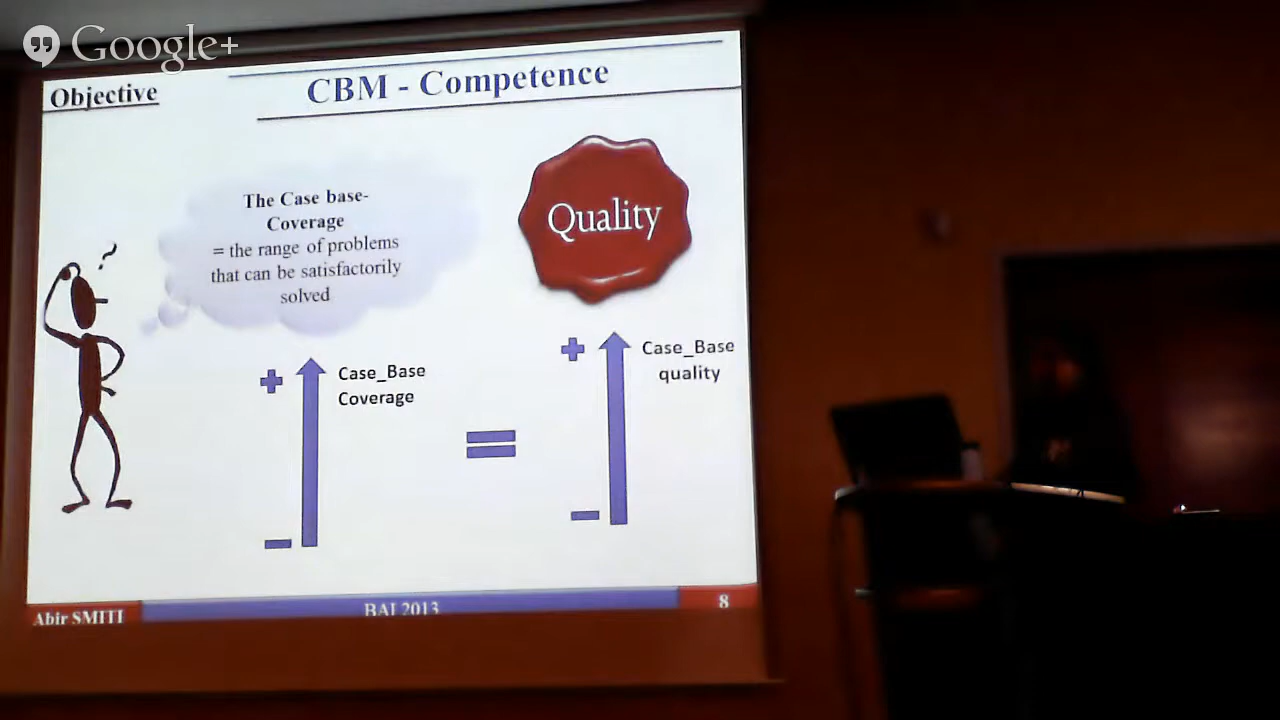 Google+
Objective
CBM - Competence
The Case base-
Coverage
= the range of problems
that can be satisfactorily
solved
Quality
?
+
Case_Base
Coverage
-
=
+
Case_Base
quality
-
Abir SMITI
BAI 2013
8